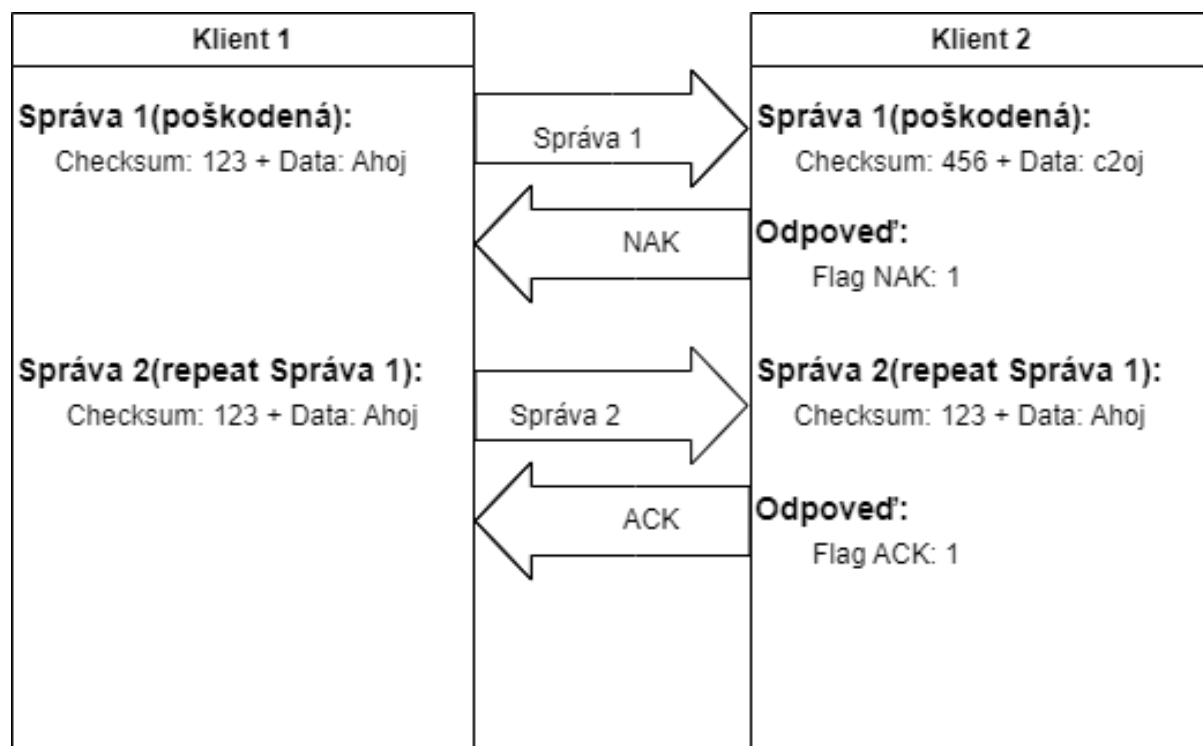 Klient 1
Klient 2
Správa 1(poškodená):
Checksum: 123 + Data: Ahoj
Správa 1
Správa 1(poškodená):
Checksum: 456 + Data: c2oj
NAK
Odpoveď:
Flag NAK: 1
Správa 2(repeat Správa 1):
Checksum: 123 + Data: Ahoj
Správa 2
Správa 2(repeat Správa 1):
Checksum: 123 + Data: Ahoj
ACK
Odpoveď:
Flag ACK: 1